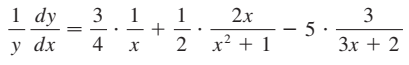 1/y dy/dx = 3/4 · 1/x + 1/2 · 2x/(x² + 1) − 5 · 3/(3x + 2)